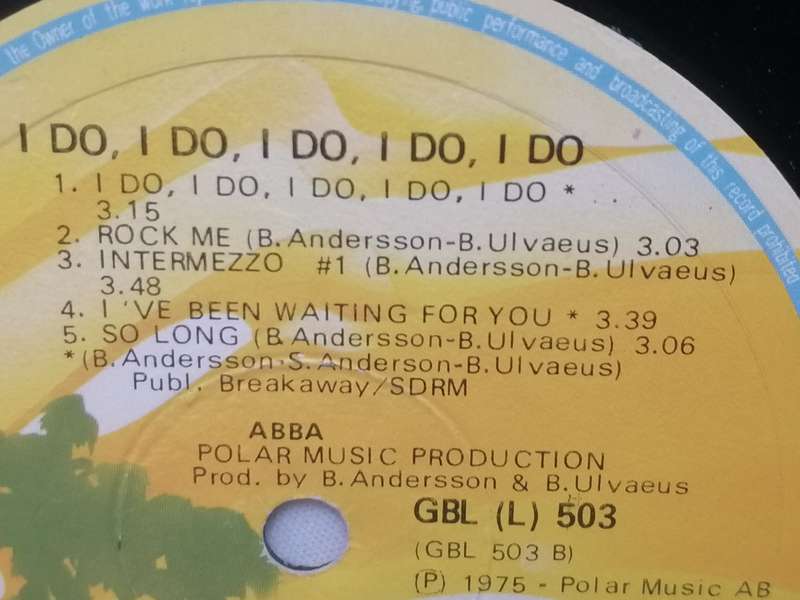 the Owner of the work
copying, public performance and broadcasting of this record prohibited
I DO, I DO, I DO, I DO, I DO
1. I DO, I DO, I DO, I DO, I DO *
3.15
2. ROCK ME (B.Andersson-B.Ulvaeus) 3.03
3. INTERMEZZO #1 (B.Andersson-B.Ulvaeus)
3.48
4. I 'VE BEEN WAITING FOR YOU * 3.39
5. SO LONG (B.Andersson-B.Ulvaeus) 3.06
*(B.Andersson-S.Anderson-B.Ulvaeus)
Publ. Breakaway/SDRM
ABBA
POLAR MUSIC PRODUCTION
Prod. by B.Andersson & B.Ulvaeus
GBL (L) 503
(GBL 503 B)
(P) 1975 - Polar Music AB